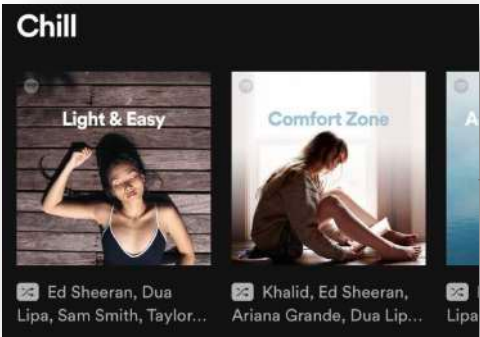 Chill
Light & Easy
Comfort Zone
A
Ed Sheeran, Dua
Lipa, Sam Smith, Taylor...
Khalid, Ed Sheeran,
Ariana Grande, Dua Lip...
Lipa